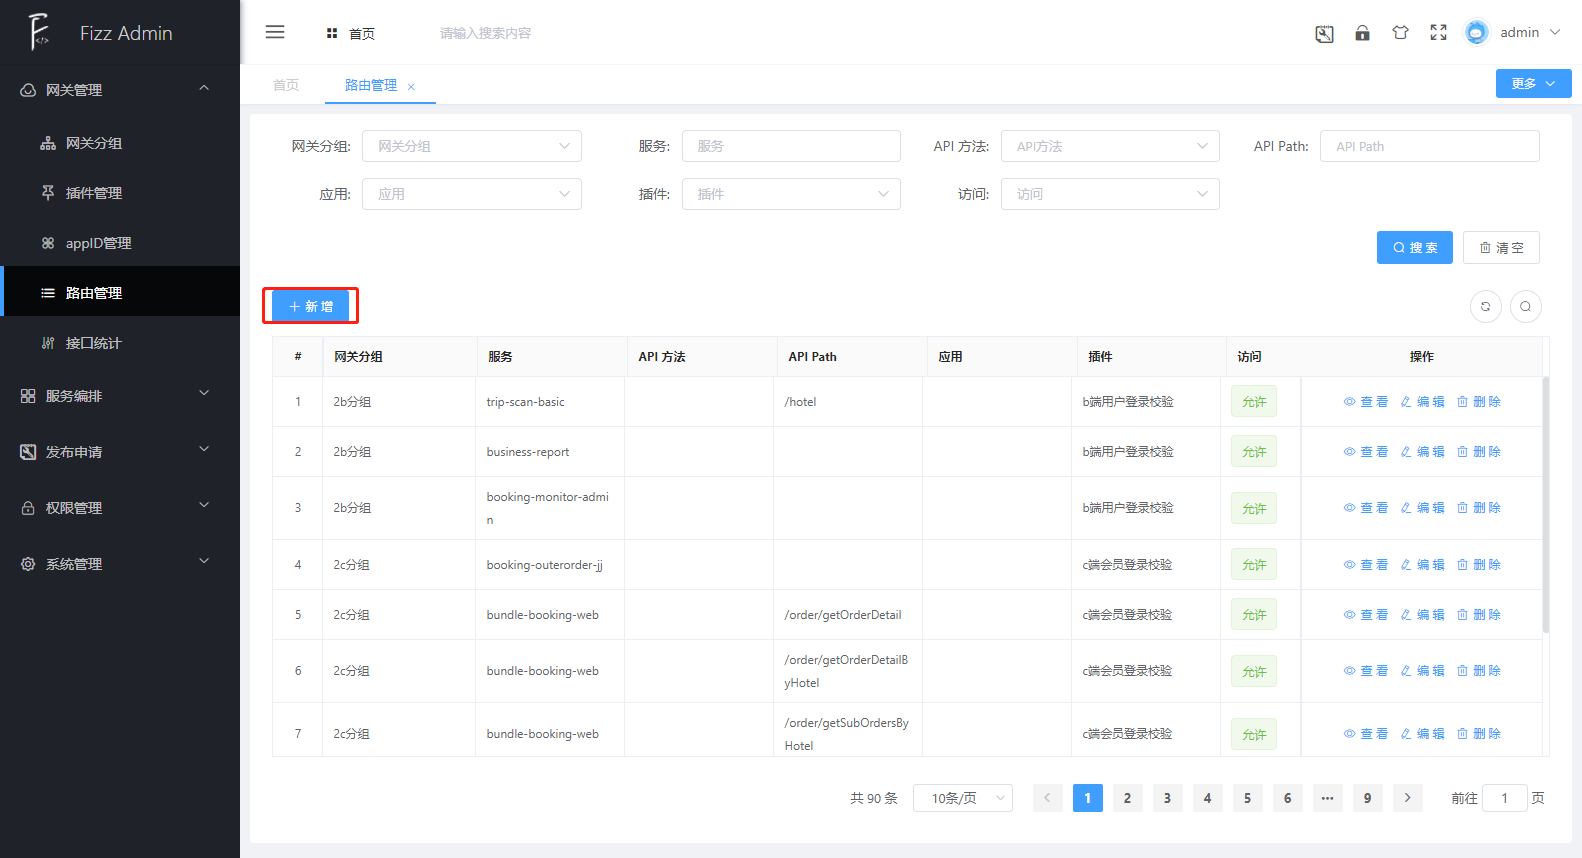 Fizz Admin
首页
请输入搜索内容
admin
首页
路由管理
更多
网关管理
网关分组
插件管理
appID管理
路由管理
接口统计
服务编排
发布申请
权限管理
系统管理
网关分组: 网关分组
服务: 服务
API 方法: API方法
API Path: API Path
应用: 应用
插件: 插件
访问: 访问
搜索
清空
新增
# 网关分组 服务 API 方法 API Path 应用 插件 访问 操作
1 2b分组 trip-scan-basic /hotel b端用户登录校验 允许 查看 编辑 删除
2 2b分组 business-report b端用户登录校验 允许 查看 编辑 删除
3 2b分组 booking-monitor-admi
n b端用户登录校验 允许 查看 编辑 删除
4 2c分组 booking-outerorder-jj c端会员登录校验 允许 查看 编辑 删除
5 2c分组 bundle-booking-web /order/getOrderDetail c端会员登录校验 允许 查看 编辑 删除
6 2c分组 bundle-booking-web /order/getOrderDetailB
yHotel c端会员登录校验 允许 查看 编辑 删除
7 2c分组 bundle-booking-web /order/getSubOrdersBy
Hotel c端会员登录校验 允许 查看 编辑 删除
共 90 条 10条/页 1 2 3 4 5 6 ••• 9 前往 1 页